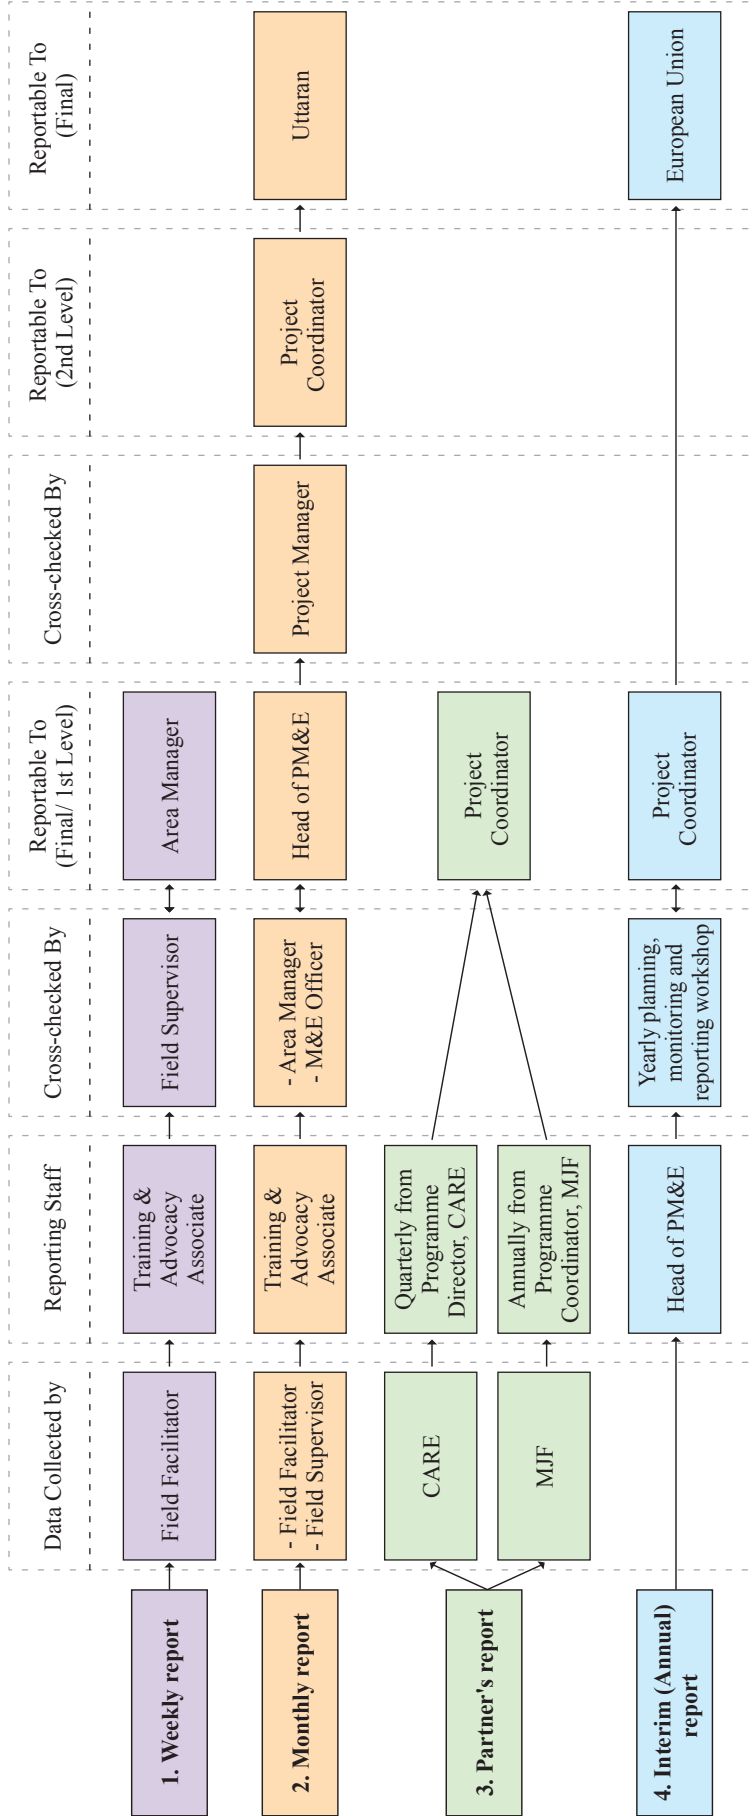 Data Collected by
Reporting Staff
Cross-checked By
Reportable To
(Final/ 1st Level)
Cross-checked By
Reportable To
(2nd Level)
Reportable To
(Final)
1. Weekly report
Field Facilitator
Training &
Advocacy
Associate
Field Supervisor
Area Manager
2. Monthly report
- Field Facilitator
- Field Supervisor
Training &
Advocacy
Associate
- Area Manager
- M&E Officer
Head of PM&E
Project Manager
Project
Coordinator
Uttaran
3. Partner's report
CARE
Quarterly from
Programme
Director, CARE
MJF
Annually from
Programme
Coordinator, MJF
Project
Coordinator
4. Interim (Annual)
report
Head of PM&E
Yearly planning,
monitoring and
reporting workshop
Project
Coordinator
European Union